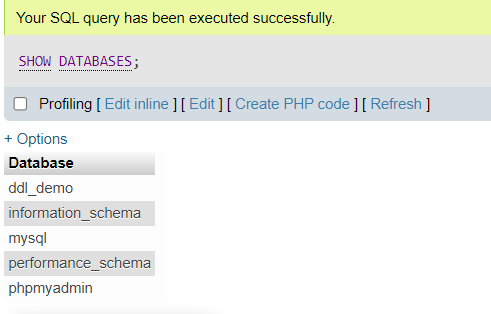 Your SQL query has been executed successfully.
SHOW DATABASES;
Profiling [ Edit inline ] [ Edit ] [ Create PHP code ] [ Refresh ]
+ Options
Database
ddl_demo
information_schema
mysql
performance_schema
phpmyadmin